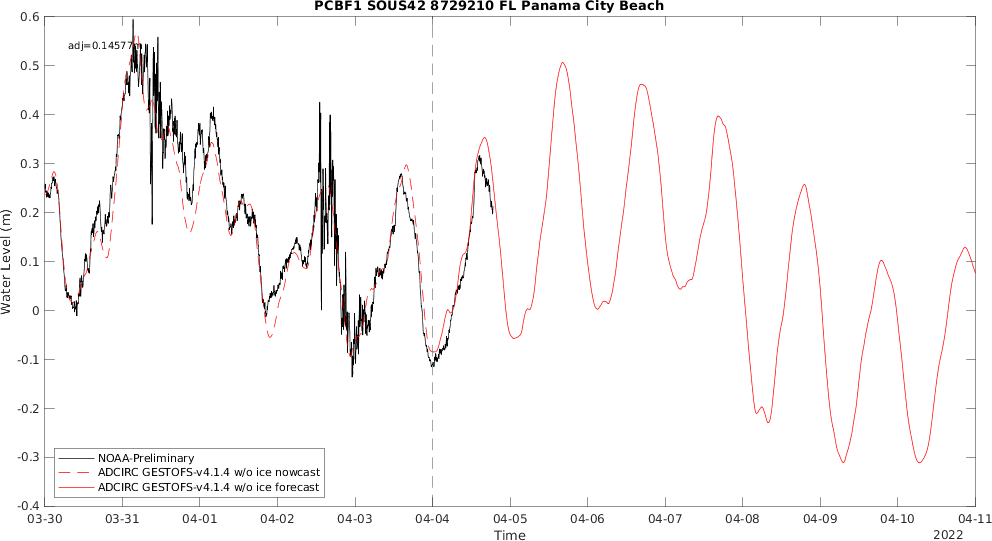 PCBF1 SOUS42 8729210 FL Panama City Beach
adj=0.14577
Water Level (m)
0.6
0.5
0.4
0.3
0.2
0.1
0
-0.1
-0.2
-0.3
-0.4
NOAA-Preliminary
ADCIRC GESTOFS-v4.1.4 w/o ice nowcast
ADCIRC GESTOFS-v4.1.4 w/o ice forecast
03-30 03-31 04-01 04-02 04-03 04-04 04-05 04-06 04-07 04-08 04-09 04-10 04-11
Time
2022